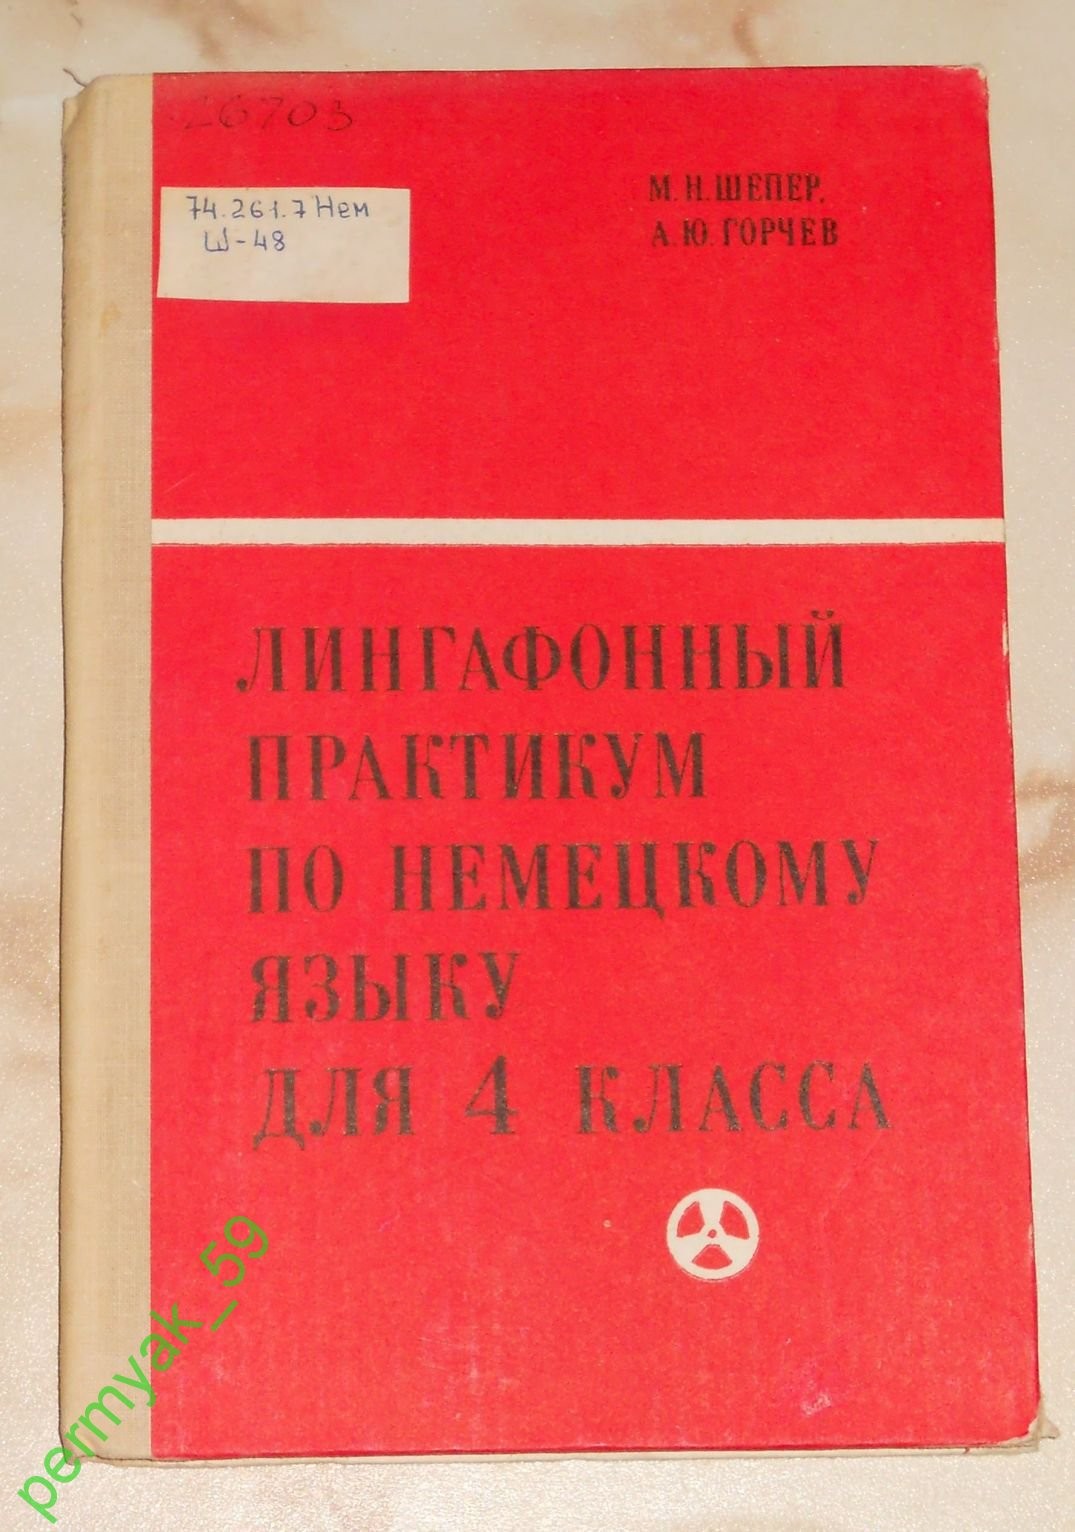 26703
74.261.7 Нем
Ш-48
М. Н. ШЕПЕР,
А. Ю. ГОРЧЕВ
ЛИНГАФОННЫЙ
ПРАКТИКУМ
ПО НЕМЕЦКОМУ
ЯЗЫКУ
ДЛЯ 4 КЛАССА
permyak_59